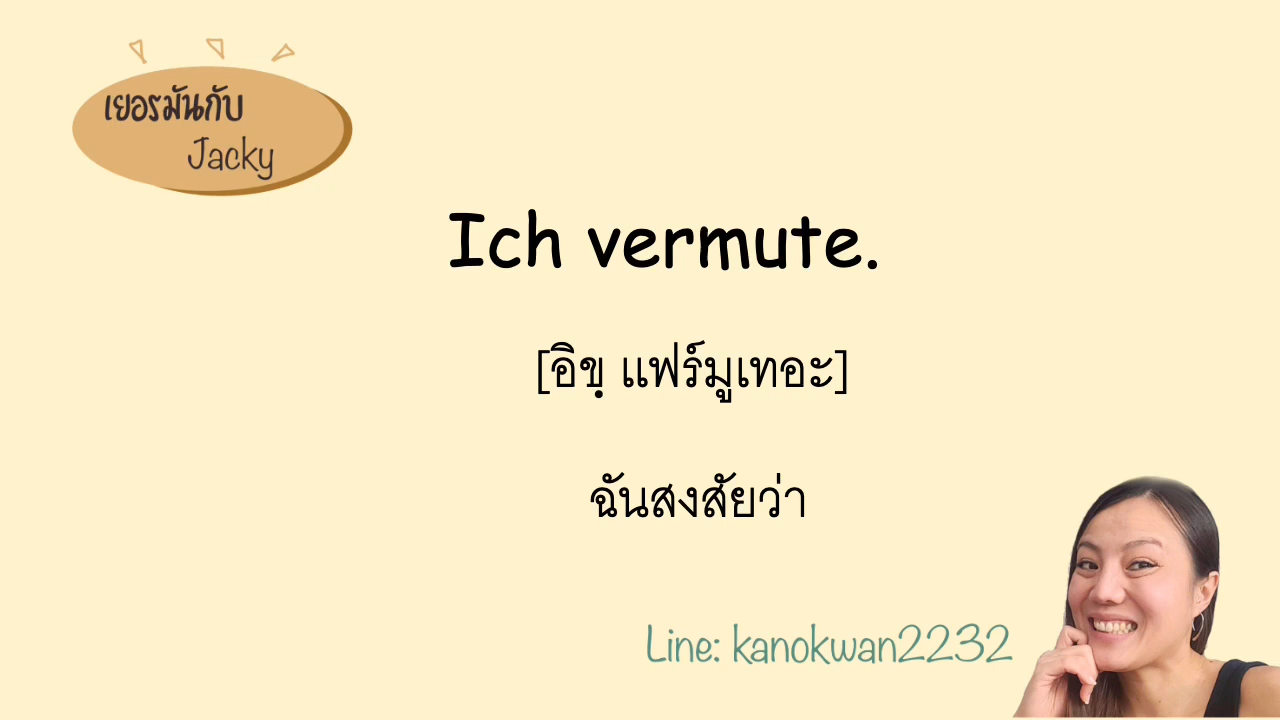 เยอรมันกับ
Jacky
Ich vermute.
[อิขฺ แฟร์มูเทอะ]
ฉันสงสัยว่า
Line: kanokwan2232